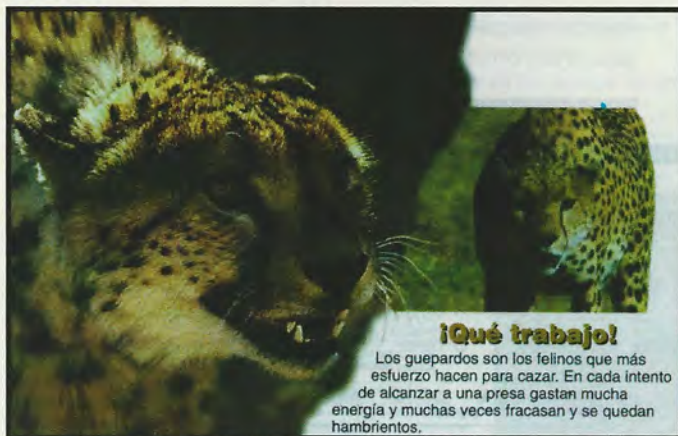 ¡Qué trabajo!
Los guepardos son los felinos que más
esfuerzo hacen para cazar. En cada intento
de alcanzar a una presa gastan mucha
energía y muchas veces fracasan y se quedan
hambrientos.